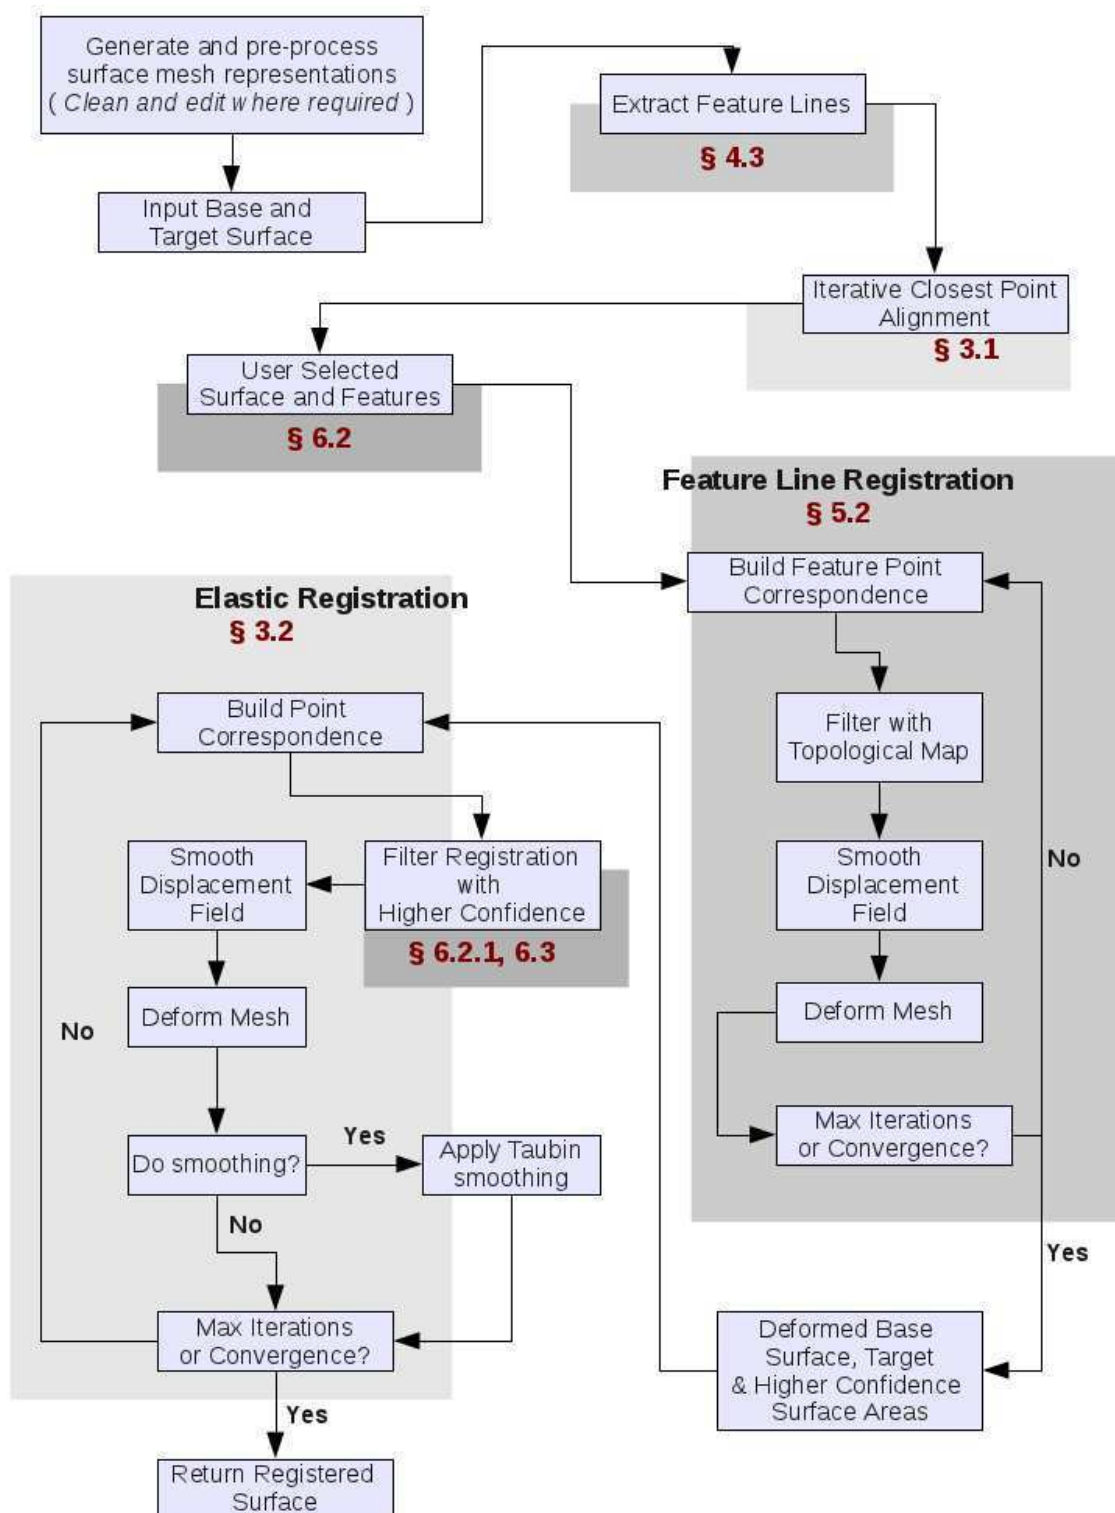 Generate and pre-process
surface mesh representations
( Clean and edit where required )
Extract Feature Lines
§ 4.3
Input Base and
Target Surface
Iterative Closest Point
Alignment
§ 3.1
User Selected
Surface and Features
§ 6.2
Feature Line Registration
§ 5.2
Build Feature Point
Correspondence
Filter with
Topological Map
Smooth
Displacement
Field
No
Deform Mesh
Max Iterations
or Convergence?
Yes
Deformed Base
Surface, Target
& Higher Confidence
Surface Areas
Elastic Registration
§ 3.2
Build Point
Correspondence
Filter Registration
with
Higher Confidence
§ 6.2.1, 6.3
Smooth
Displacement
Field
Deform Mesh
No
Do smoothing?
Yes
Apply Taubin
smoothing
No
Max Iterations
or Convergence?
Yes
Return Registered
Surface